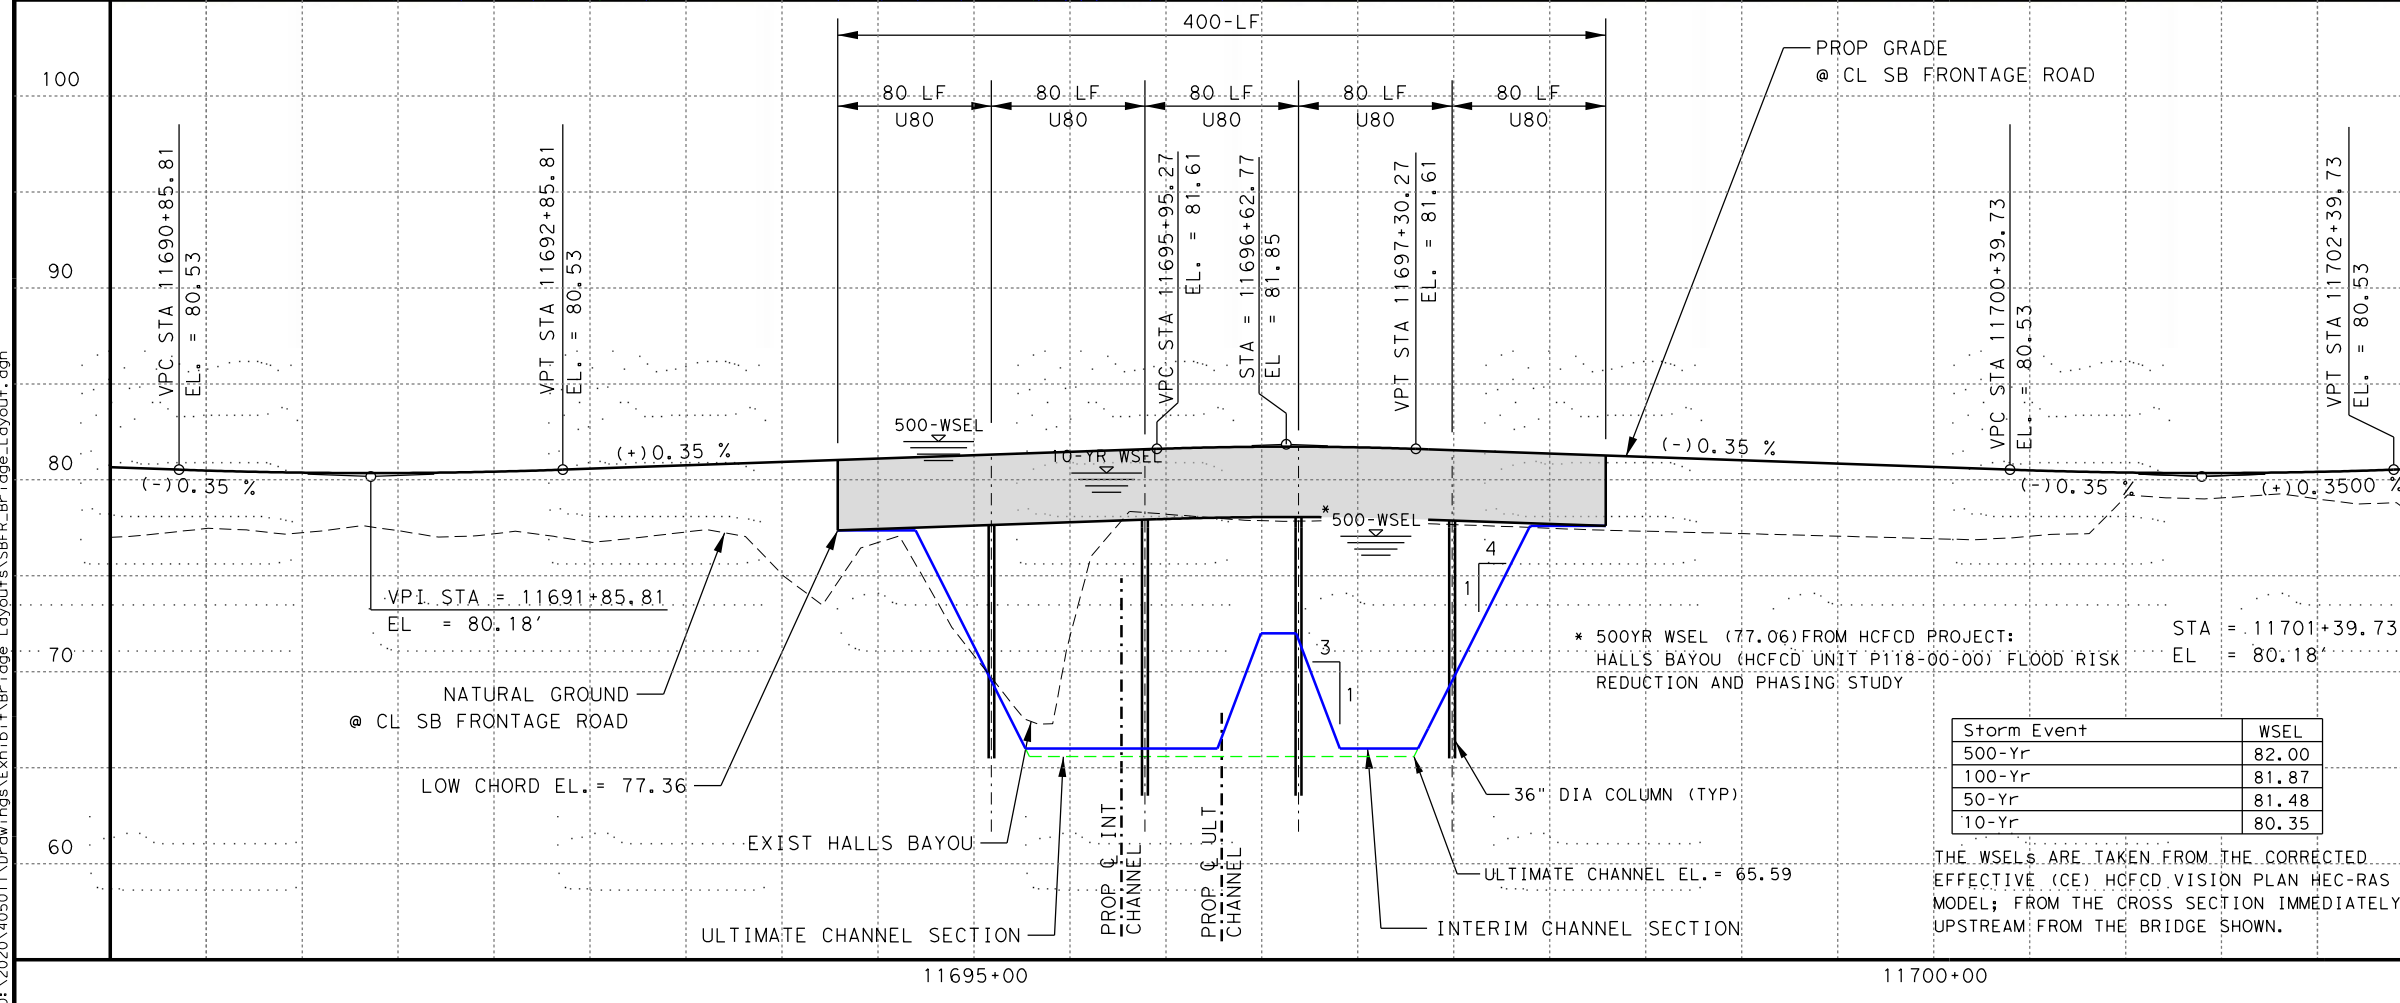 400-LF
PROP GRADE
@ CL SB FRONTAGE ROAD
100
80 LF
80 LF
80 LF
80 LF
80 LF
U80
U80
U80
U80
U80
VPC STA 11690+85.81
EL. = 80.53
VPT STA 11692+85.81
EL. = 80.53
VPC STA 11695+95.27
EL. = 81.61
STA = 11696+62.77
EL = 81.85
VPT STA 11697+30.27
EL. = 81.61
VPC STA 11700+39.73
EL. = 80.53
VPT STA 11702+39.73
EL. = 80.53
90
500-WSEL
(+)0.35 %
10-YR WSEL
(-)0.35 %
80
(-)0.35 %
(-)0.35 %
(+)0.3500 %
*500-WSEL
4
1
VPI STA = 11691+85.81
EL = 80.18'
* 500YR WSEL (77.06)FROM HCFCD PROJECT:
HALLS BAYOU (HCFCD UNIT P118-00-00) FLOOD RISK
REDUCTION AND PHASING STUDY
STA = 11701+39.73
EL = 80.18'
70
3
1
NATURAL GROUND
@ CL SB FRONTAGE ROAD
LOW CHORD EL.= 77.36
36" DIA COLUMN (TYP)
Storm Event WSEL
500-Yr 82.00
100-Yr 81.87
50-Yr 81.48
10-Yr 80.35
60
EXIST HALLS BAYOU
PROP CL INT
CHANNEL
PROP CL ULT
CHANNEL
ULTIMATE CHANNEL EL.= 65.59
THE WSELs ARE TAKEN FROM THE CORRECTED
EFFECTIVE (CE) HCFCD VISION PLAN HEC-RAS
MODEL; FROM THE CROSS SECTION IMMEDIATELY
UPSTREAM FROM THE BRIDGE SHOWN.
ULTIMATE CHANNEL SECTION
INTERIM CHANNEL SECTION
11695+00
11700+00